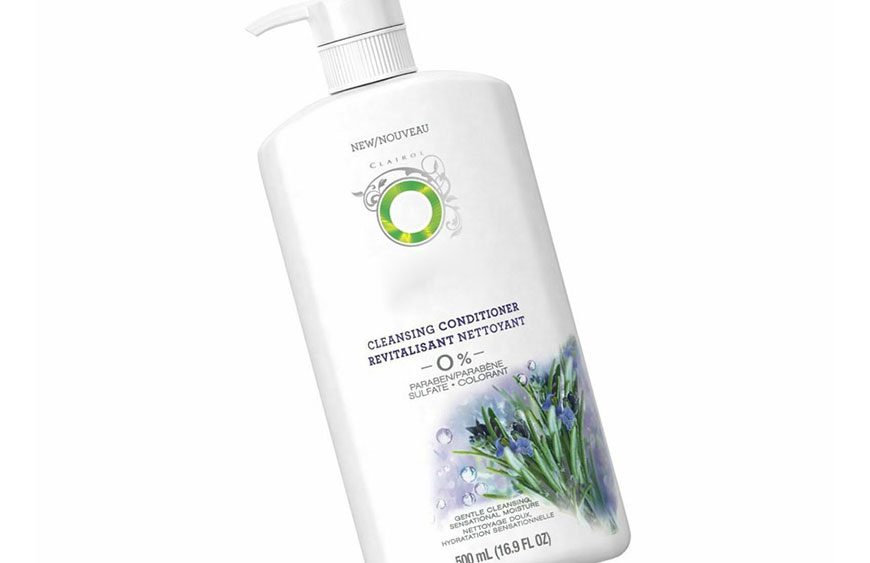 NEW/NOUVEAU
CLAIROL
CLEANSING CONDITIONER
REVITALISANT NETTOYANT
-0%-
PARABEN/PARABÈNE
SULFATE • COLORANT
GENTLE CLEANSING,
SENSATIONAL MOISTURE
NETTOYAGE DOUX,
HYDRATATION SENSATIONNELLE
500 mL (16.9 FL OZ)